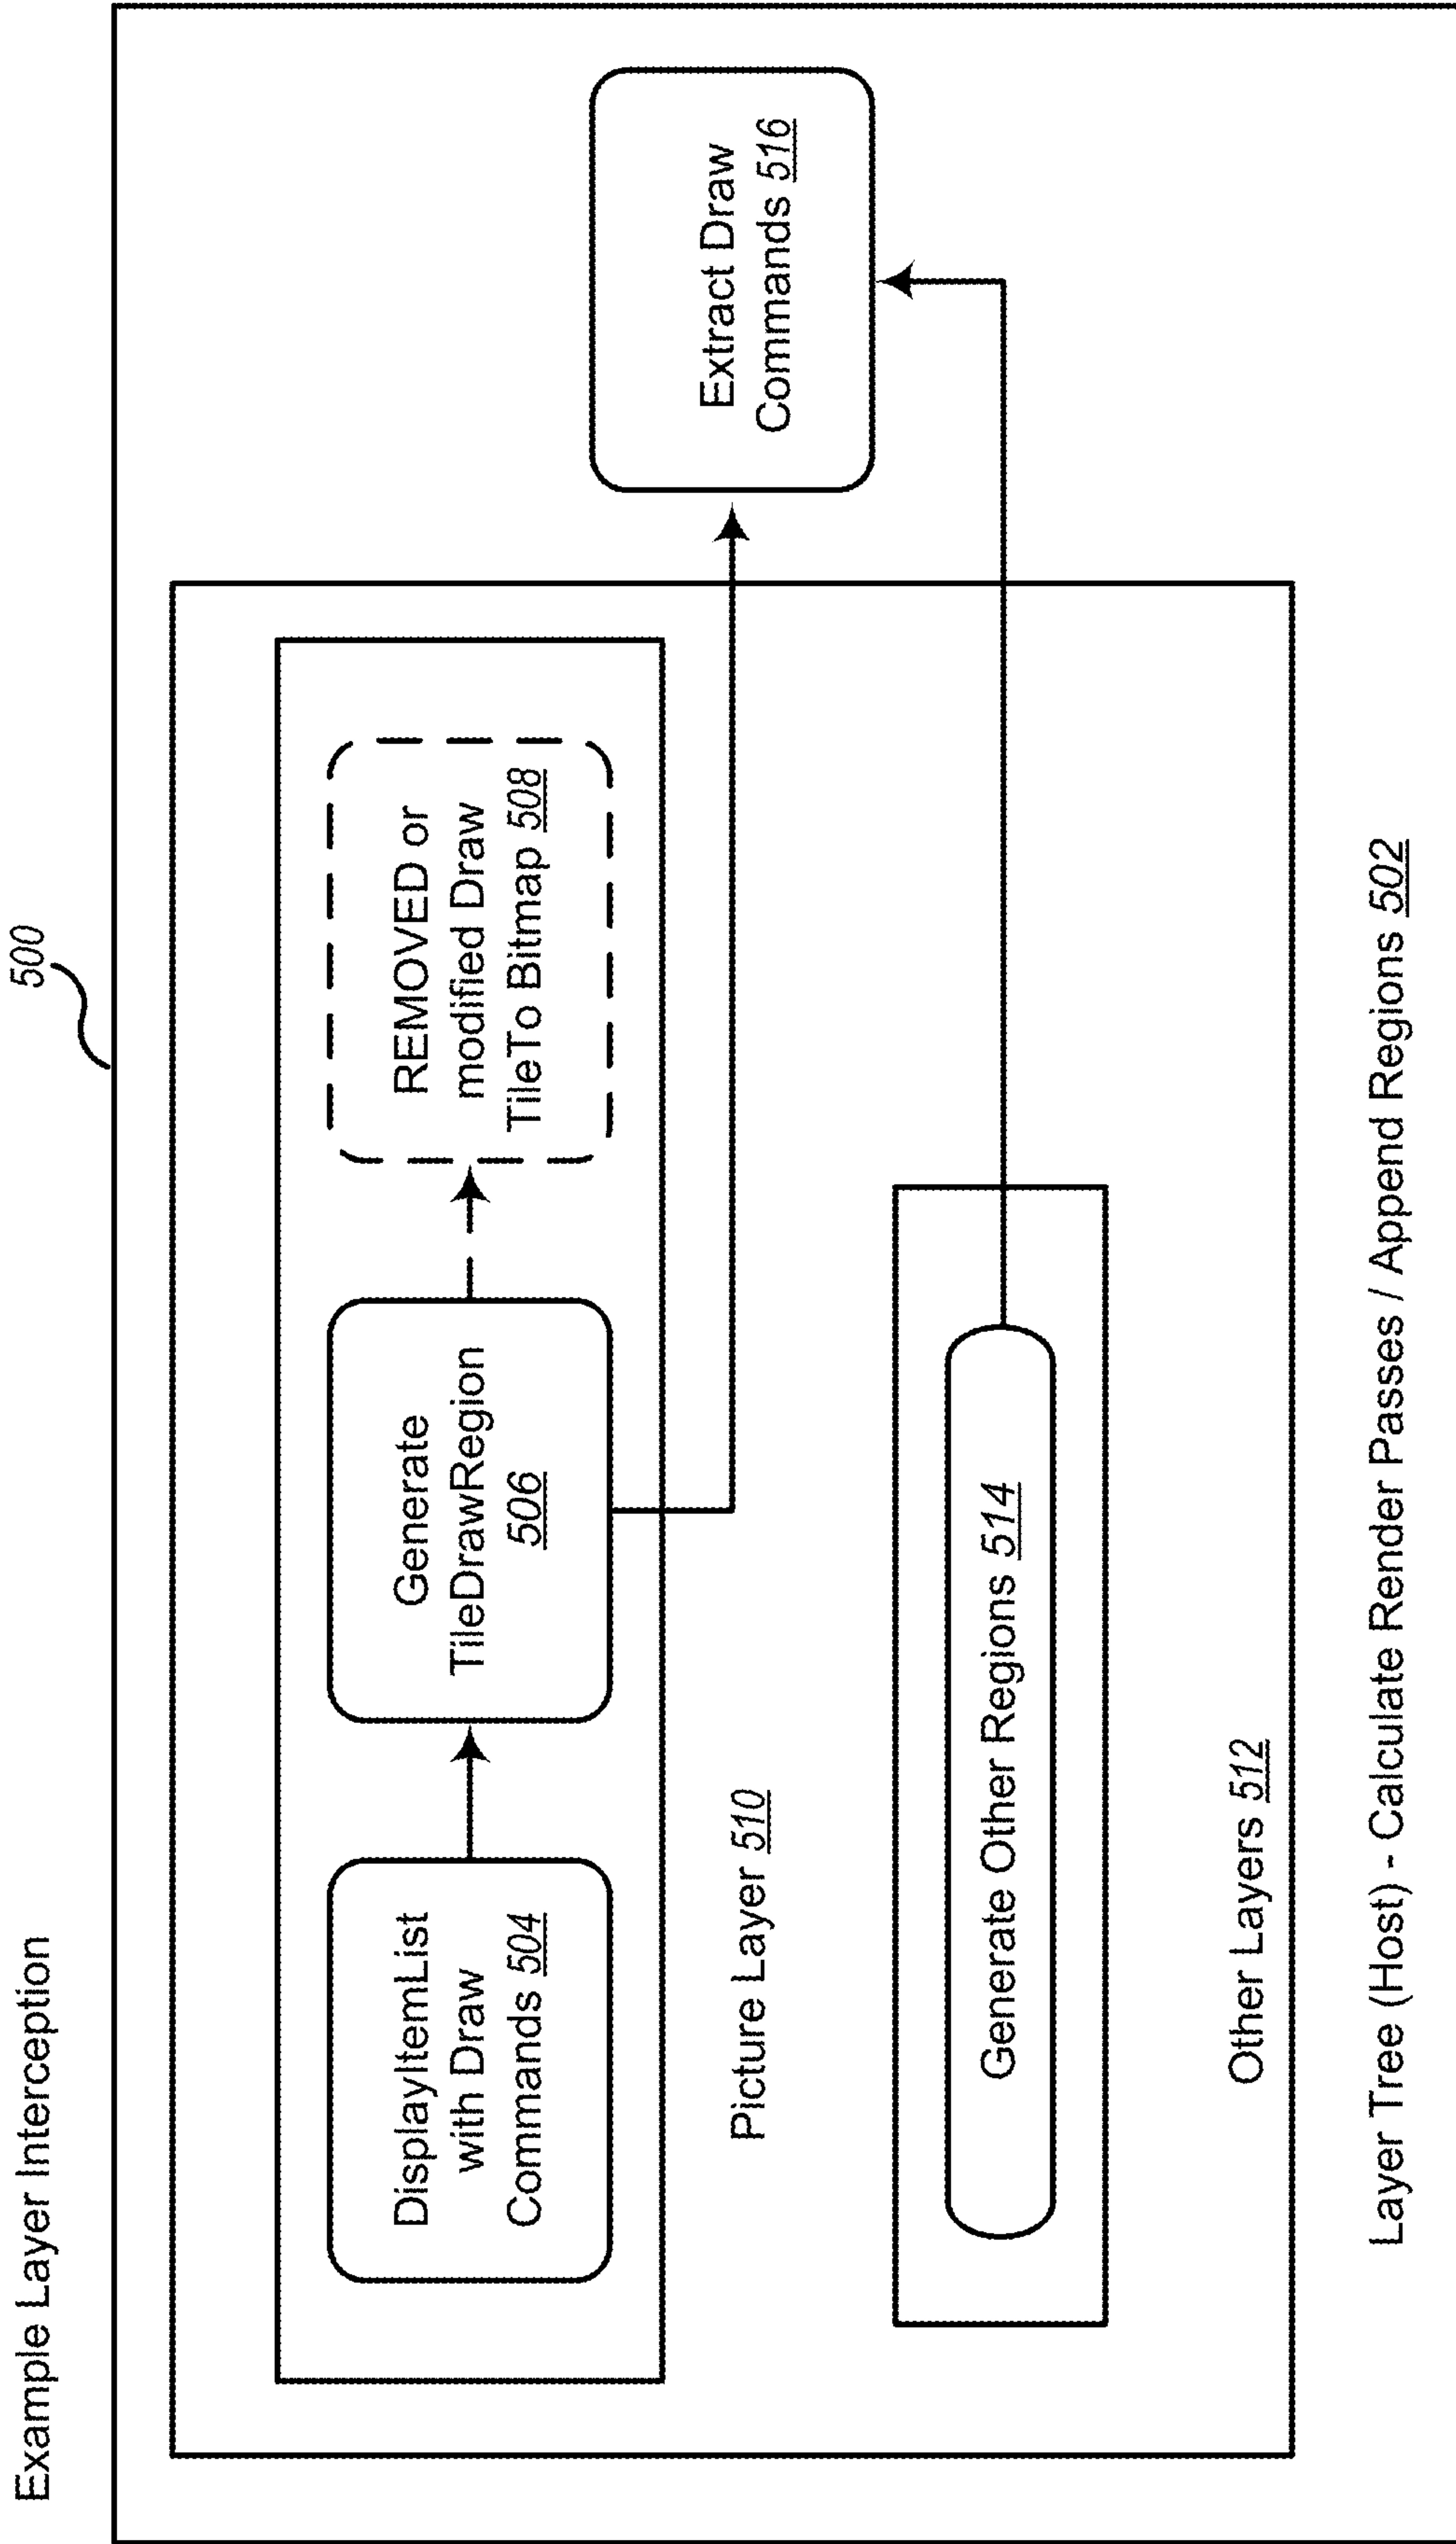 Example Layer Interception
500
DisplayItemList
with Draw
Commands 504
Generate
TileDrawRegion
506
REMOVED or
modified Draw
TileTo Bitmap 508
Picture Layer 510
Extract Draw
Commands 516
Generate Other Regions 514
Other Layers 512
Layer Tree (Host) - Calculate Render Passes / Append Regions 502